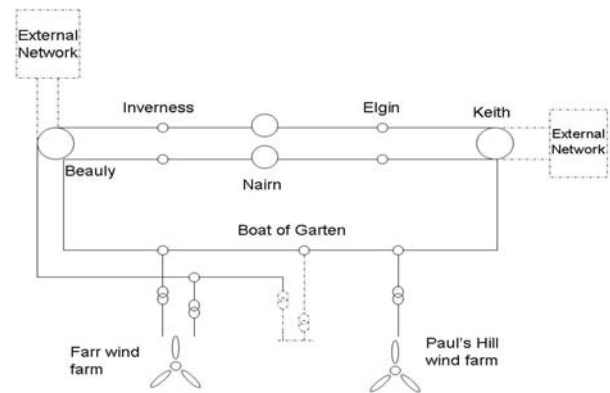 External
Network
Inverness
Elgin
Keith
External
Network
Beauly
Nairn
Boat of Garten
Farr wind
farm
Paul's Hill
wind farm